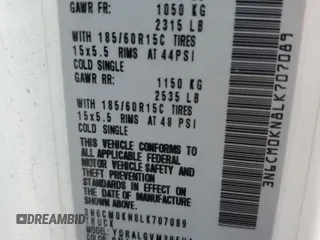 GAWR FR: 1050 KG
2315 LB
WITH 185/60R15C TIRES
15x5.5 RIMS AT 44PSI
COLD SINGLE
GAWR RR: 1150 KG
2535 LB
WITH 185/60R15C TIRES
15x5.5 RIMS AT 48 PSI
COLD SINGLE
THIS VEHICLE CONFORMS TO
ALL APPLICABLE FEDERAL
MOTOR VEHICLE SAFETY AND
THEFT PREVENTION
STANDARDS IN EFFECT ON
THE DATE OF MANUFACTURE
SHOWN ABOVE.
3N6CM0KN8LK707089
TRUCK
3N6CM0KN8LK707089